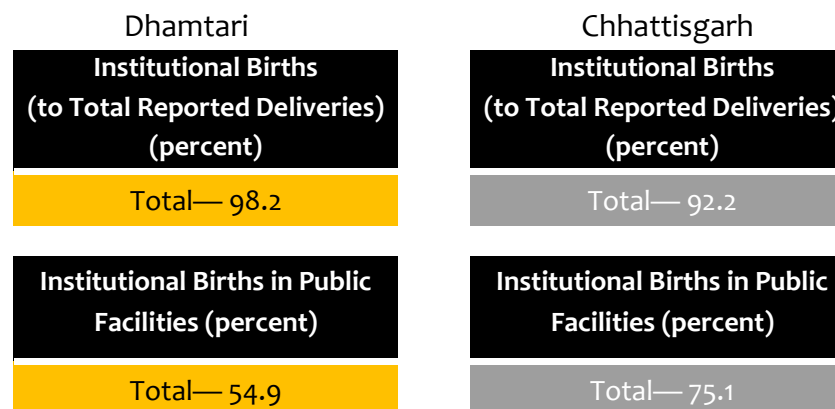 Dhamtari
Institutional Births
(to Total Reported Deliveries)
(percent)
Total— 98.2
Institutional Births in Public
Facilities (percent)
Total— 54.9
Chhattisgarh
Institutional Births
(to Total Reported Deliveries)
(percent)
Total— 92.2
Institutional Births in Public
Facilities (percent)
Total— 75.1